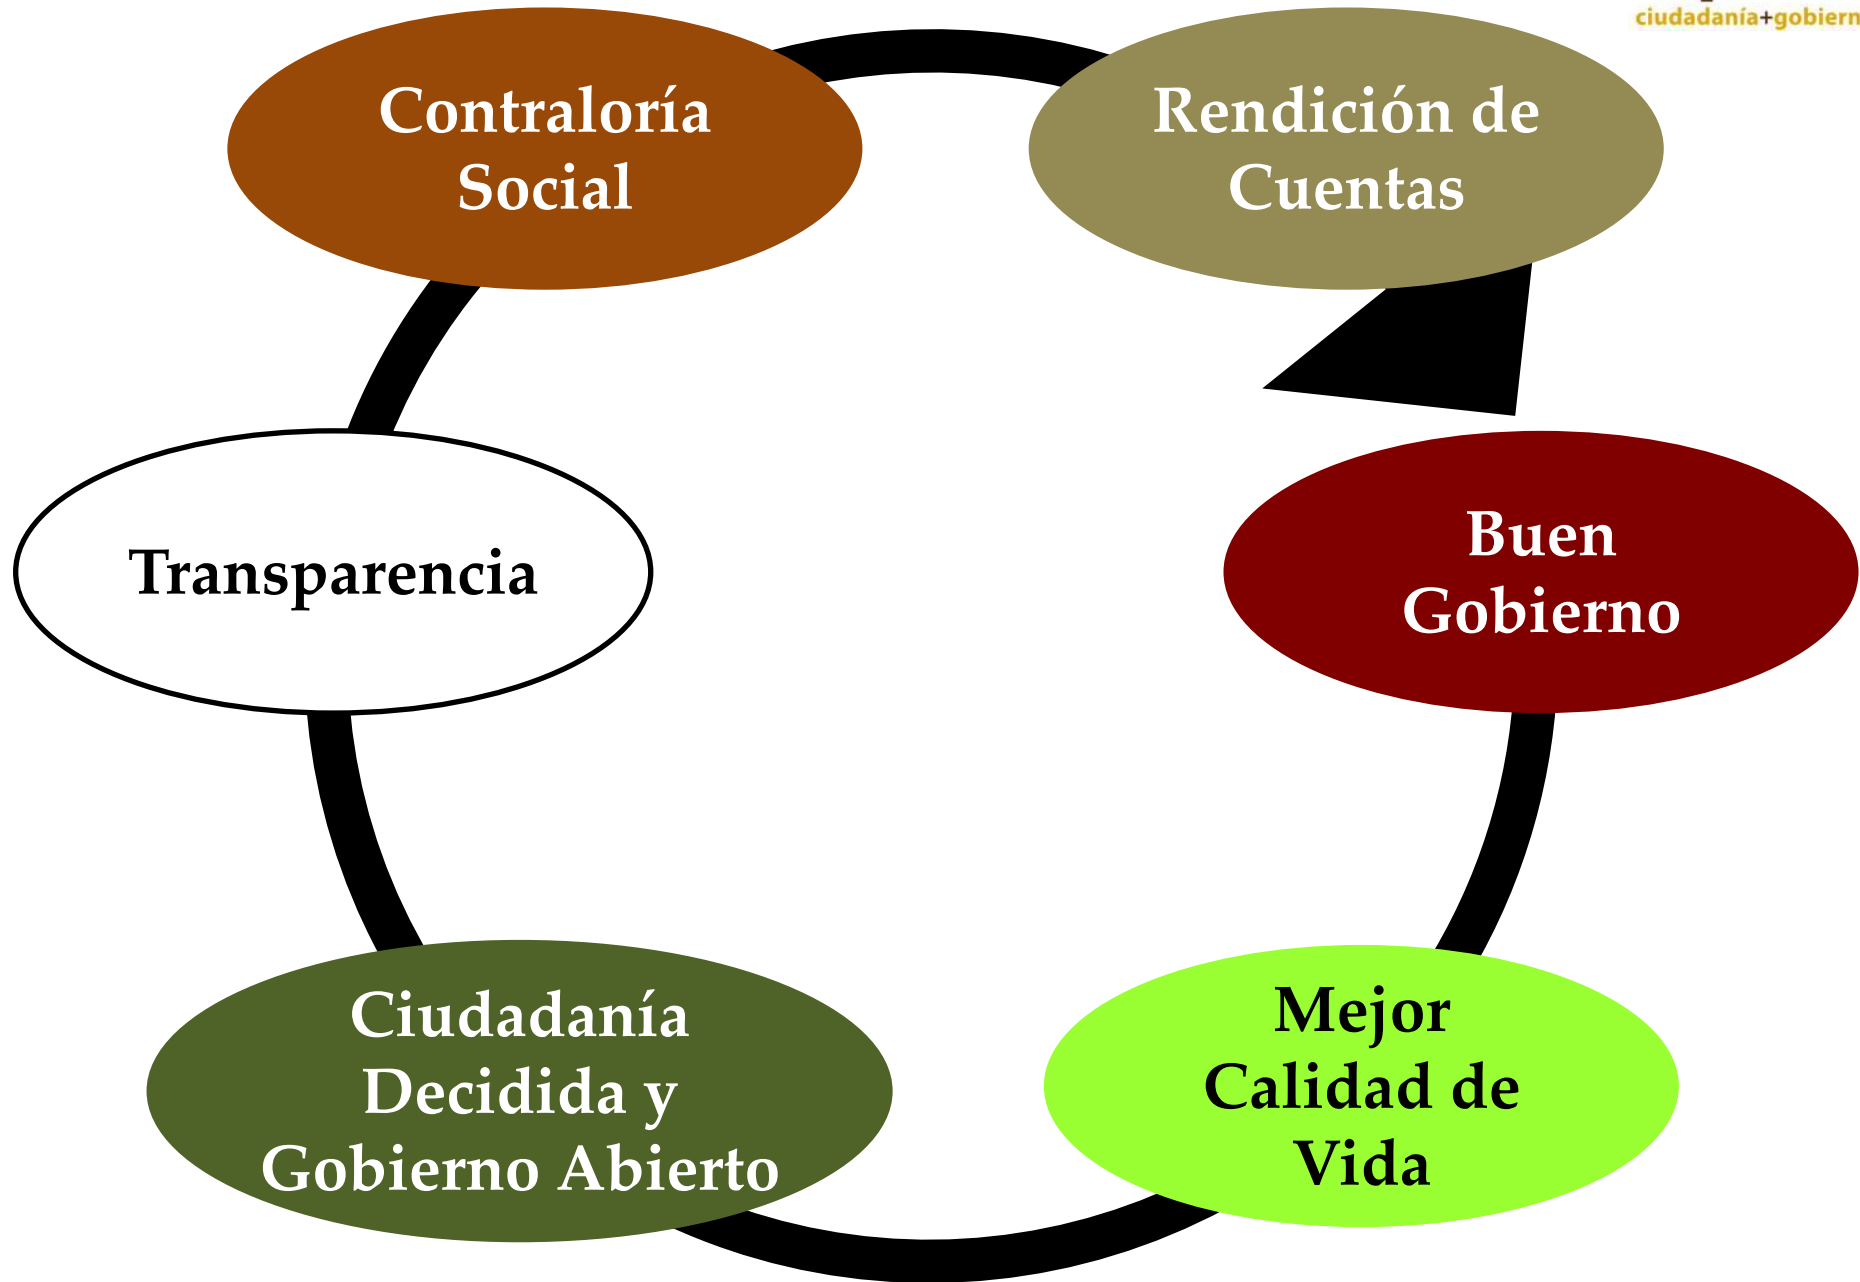 ciudadanía+gobiern
Contraloría
Social
Rendición de
Cuentas
Transparencia
Buen
Gobierno
Ciudadanía
Decidida y
Gobierno Abierto
Mejor
Calidad de
Vida